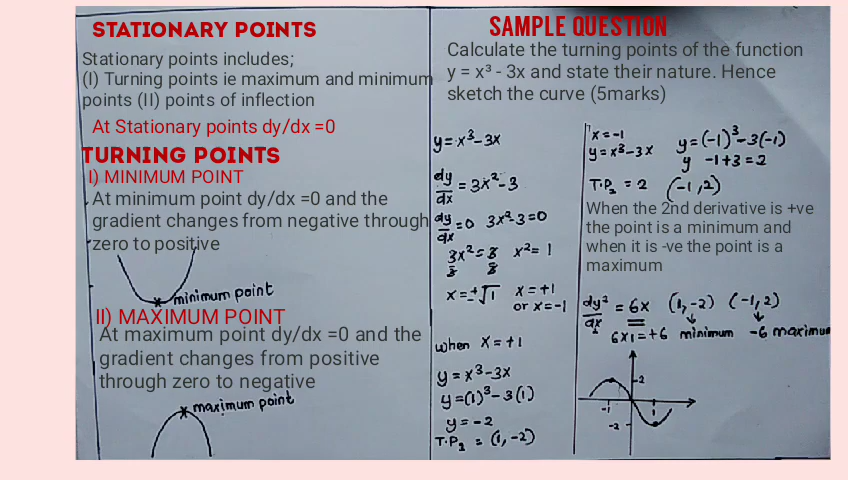 STATIONARY POINTS
Stationary points includes;
(I) Turning points ie maximum and minimum
points (II) points of inflection
At Stationary points dy/dx =0
TURNING POINTS
I) MINIMUM POINT
At minimum point dy/dx =0 and the
gradient changes from negative through
zero to positive
minimum point
II) MAXIMUM POINT
At maximum point dy/dx =0 and the
gradient changes from positive
through zero to negative
maximum point
SAMPLE QUESTION
Calculate the turning points of the function
y = x³ - 3x and state their nature. Hence
sketch the curve (5marks)
y = x³ - 3x
dy/dx = 3x² - 3
dy/dx = 0 3x² - 3 = 0
3x²/3 = 3/3 x² = 1
x = ±√1 x = +1
or x = -1
when x = +1
y = x³ - 3x
y = (1)³ - 3(1)
y = -2
T.P₁ = (1, -2)
x = -1
y = x³ - 3x y = (-1)³ - 3(-1)
y -1 + 3 = 2
T.P₂ = 2 (-1, 2)
When the 2nd derivative is +ve
the point is a minimum and
when it is -ve the point is a
maximum
dy²/dx = 6x (1, -2) (-1, 2)
6x1 = +6 minimum -6 maximum
2
-1
-2